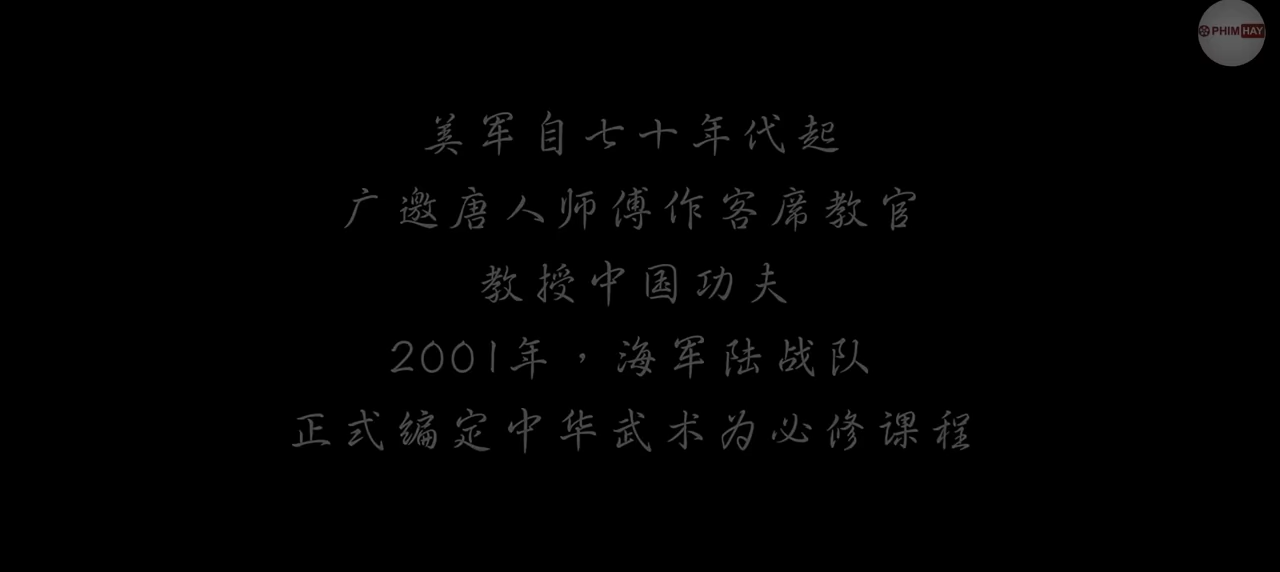 PHIMHAY
美军自七十年代起
广邀唐人师傅作客席教官
教授中国功夫
2001年，海军陆战队
正式编定中华武术为必修课程